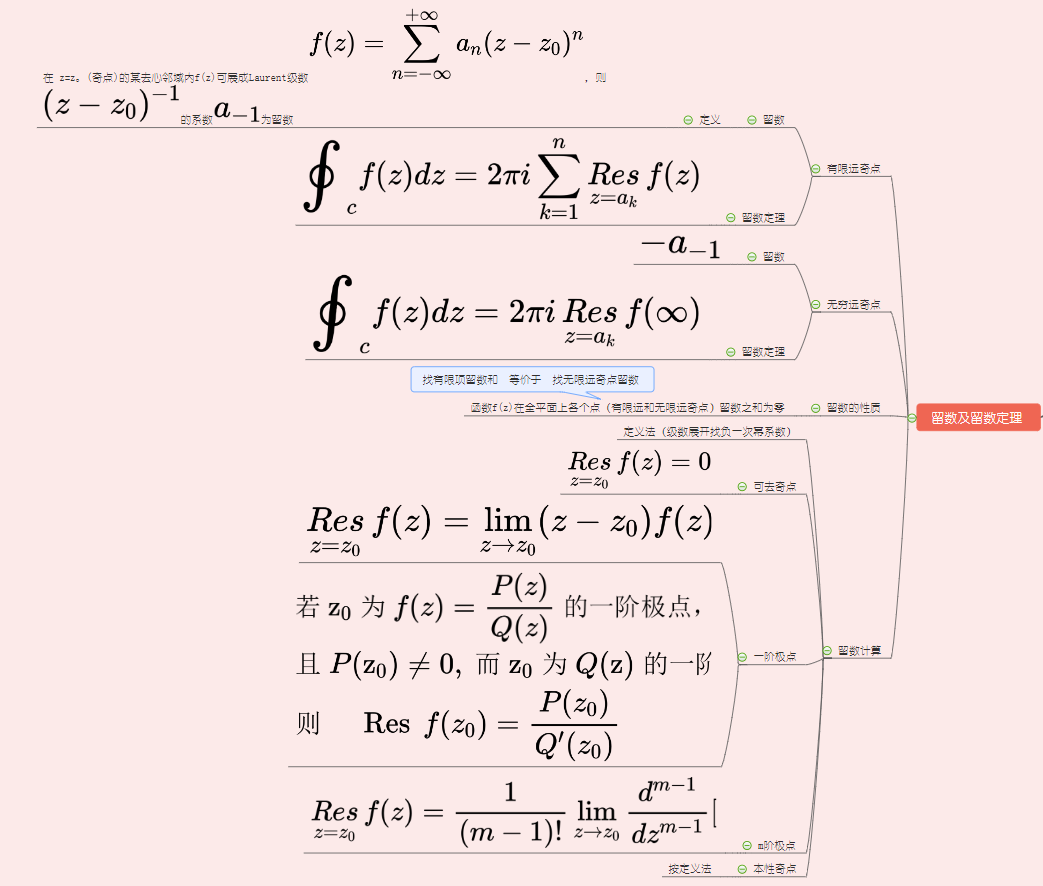 $f(z) = \sum_{n=-\infty}^{+\infty} a_n (z - z_0)^n$
在 z=z。(奇点)的某去心邻域内f(z)可展成Laurent级数 ，则
$(z - z_0)^{-1}$ 的系数 $a_{-1}$ 为留数
定义
留数
有限远奇点
$\oint_c f(z)dz = 2\pi i \sum_{k=1}^{n} \underset{z=a_k}{Res} f(z)$
留数定理
$-a_{-1}$
留数
无穷远奇点
$\oint_c f(z)dz = 2\pi i \underset{z=a_k}{Res} f(\infty)$
留数定理
找有限项留数和 等价于 找无限远奇点留数
函数f(z)在全平面上各个点（有限远和无限远奇点）留数之和为零
留数的性质
留数及留数定理
定义法（级数展开找负一次幂系数）
$\underset{z=z_0}{Res} f(z) = 0$
可去奇点
$\underset{z=z_0}{Res} f(z) = \lim_{z \to z_0} (z - z_0) f(z)$
若 $z_0$ 为 $f(z) = \frac{P(z)}{Q(z)}$ 的一阶极点，
且 $P(z_0) \neq 0,$ 而 $z_0$ 为 $Q(z)$ 的一阶
一阶极点
留数计算
则 $\text{Res } f(z_0) = \frac{P(z_0)}{Q'(z_0)}$
$\underset{z=z_0}{Res} f(z) = \frac{1}{(m-1)!} \lim_{z \to z_0} \frac{d^{m-1}}{dz^{m-1}} [$
m阶极点
按定义法
本性奇点